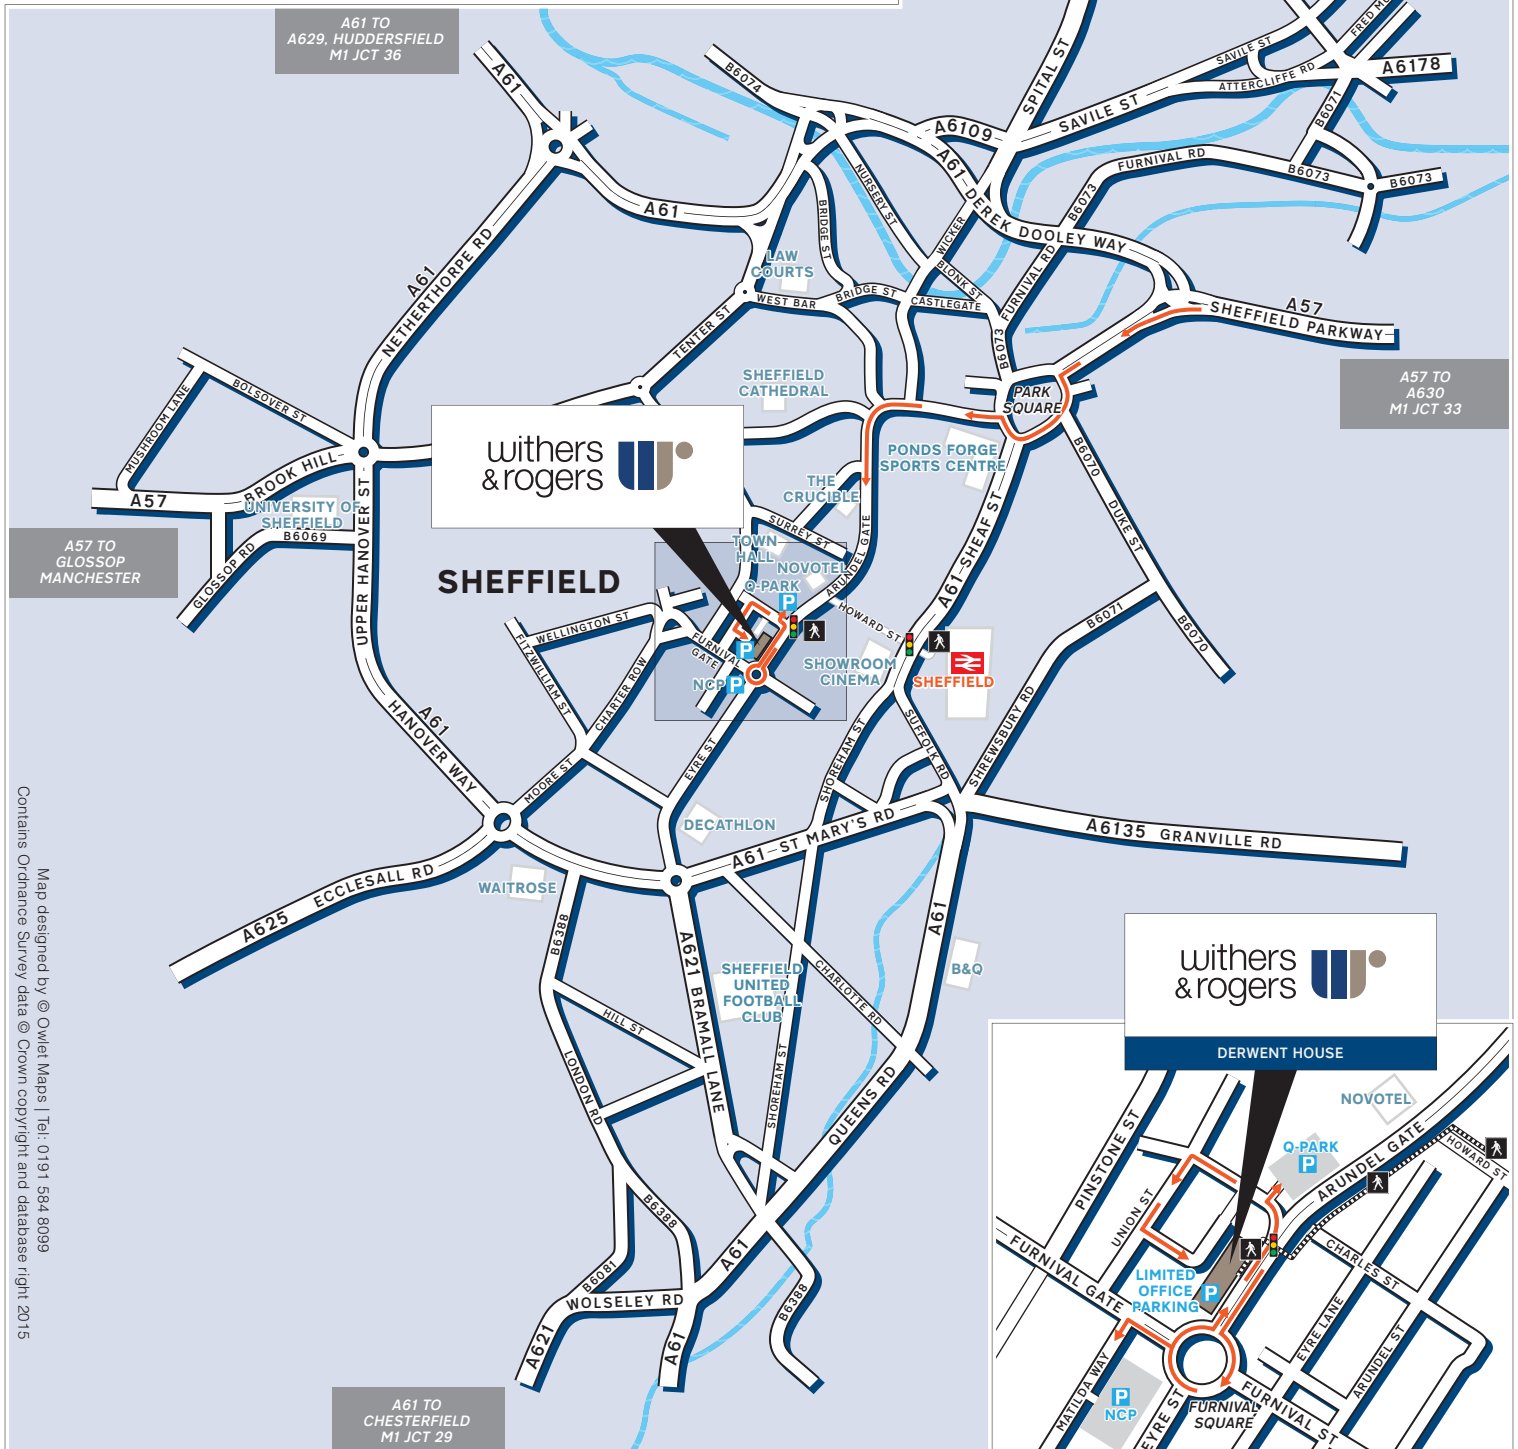 A61 TO
A629, HUDDERSFIELD
M1 JCT 36
A61
B6074
SPITAL ST
SAVILE ST
SAVILE ST
ATTERCLIFFE RD
A6178
B6071
A6109
A61
DEREK DOOLEY WAY
FURNIVAL RD
B6073
B6073
B6073
NURSERY ST
BRIDGE ST
WICKER
BLONK ST
FURNIVAL RD
B6073
A61
A61
NETHERTHORPE RD
LAW
COURTS
WEST BAR
BRIDGE ST
CASTLEGATE
TENTER ST
A57
SHEFFIELD PARKWAY
A57 TO
A630
M1 JCT 33
PARK
SQUARE
SHEFFIELD
CATHEDRAL
MUSHROOM LANE
BOLSOVER ST
BROOK HILL
A57
UNIVERSITY OF
SHEFFIELD
B6069
GLOSSOP RD
UPPER HANOVER ST
A57 TO
GLOSSOP
MANCHESTER
withers
& rogers
PONDS FORGE
SPORTS CENTRE
THE
CRUCIBLE
SURREY ST
TOWN
HALL
NOVOTEL
Q-PARK
P
ARUNDEL GATE
HOWARD ST
A61
SHEAF ST
B6070
DUKE ST
B6070
B6071
SHREWSBURY RD
SHEFFIELD
WELLINGTON ST
FITZWILLIAM ST
CHARTER ROW
FURNIVAL
GATE
P
NCP
P
SHOWROOM
CINEMA
SHEFFIELD
SUFFOLK RD
SHOREHAM ST
EYRE ST
MOORE ST
A61
HANOVER WAY
DECATHLON
A61
ST MARY'S RD
A6135
GRANVILLE RD
ECCLESALL RD
A625
WAITROSE
B6388
A621
BRAMALL LANE
SHEFFIELD
UNITED
FOOTBALL
CLUB
CHARLOTTE RD
A61
B&Q
HILL ST
LONDON RD
SHOREHAM ST
QUEENS RD
B6388
B6081
WOLSELEY RD
A61
A621
A61
B6388
A61 TO
CHESTERFIELD
M1 JCT 29
Map designed by © Owlet Maps | Tel: 0191 584 8099
Contains Ordnance Survey data © Crown copyright and database right 2015
withers
& rogers
DERWENT HOUSE
NOVOTEL
Q-PARK
P
ARUNDEL GATE
HOWARD ST
PINSTONE ST
UNION ST
FURNIVAL GATE
LIMITED
OFFICE
PARKING
P
CHARLES ST
EYRE LANE
ARUNDEL ST
MATILDA WAY
P
NCP
EYRE ST
FURNIVAL
SQUARE
FURNIVAL ST